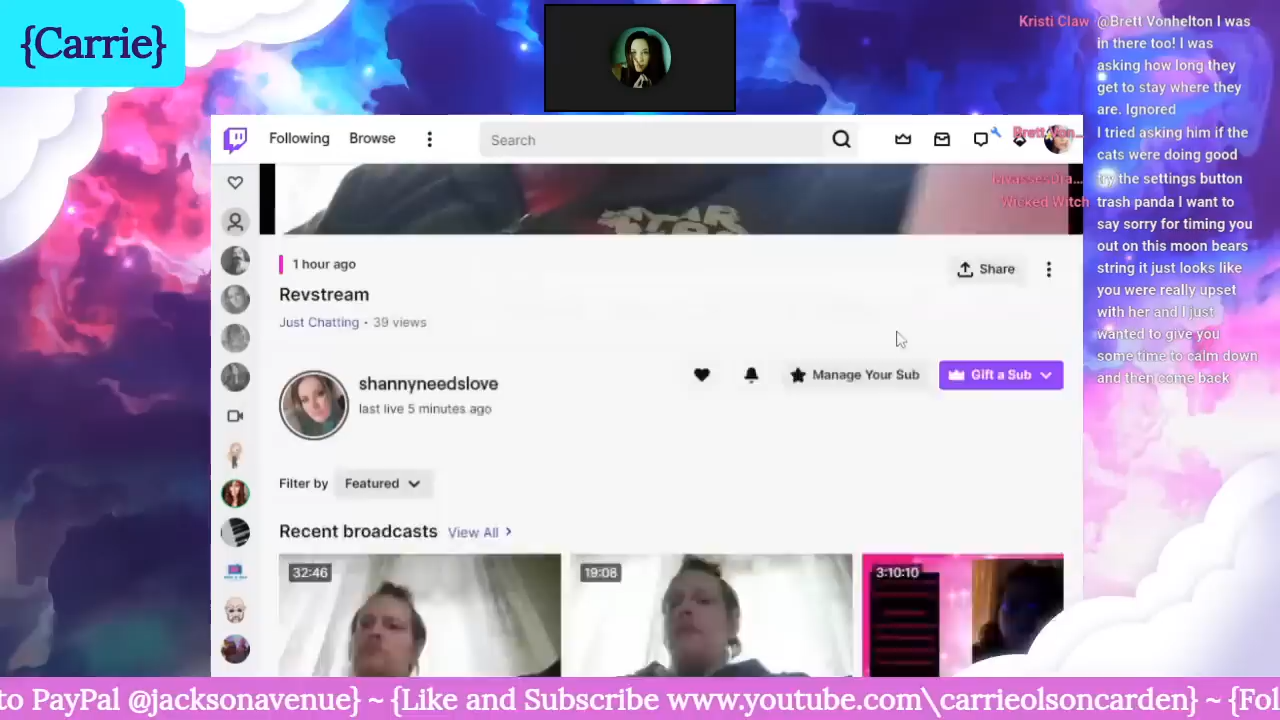 {Carrie}
Following
Browse
Search
STAR
1 hour ago
Share
Revstream
Just Chatting • 39 views
shannyneedslove
last live 5 minutes ago
Manage Your Sub
Gift a Sub
Filter by
Featured
Recent broadcasts
View All
32:46
19:08
3:10:10
Kristi Claw @Brett Vonhelton I was
in there too! I was
asking how long they
get to stay where they
are. Ignored
Brett Von...
I tried asking him if the
cats were doing good
try the settings button
Wicked Witch
trash panda I want to
say sorry for timing you
out on this moon bears
string it just looks like
you were really upset
with her and I just
wanted to give you
some time to calm down
and then come back
to PayPal @jacksonavenue} ~ {Like and Subscribe www.youtube.com\carrieolsoncarden} ~ {Fol